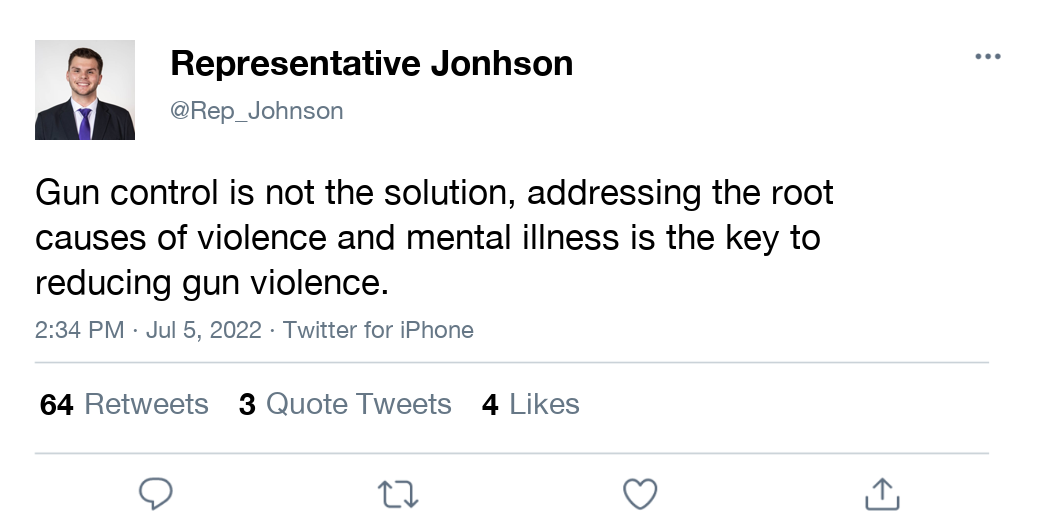 Representative Jonhson
@Rep_Johnson
Gun control is not the solution, addressing the root
causes of violence and mental illness is the key to
reducing gun violence.
2:34 PM · Jul 5, 2022 · Twitter for iPhone
64 Retweets 3 Quote Tweets 4 Likes